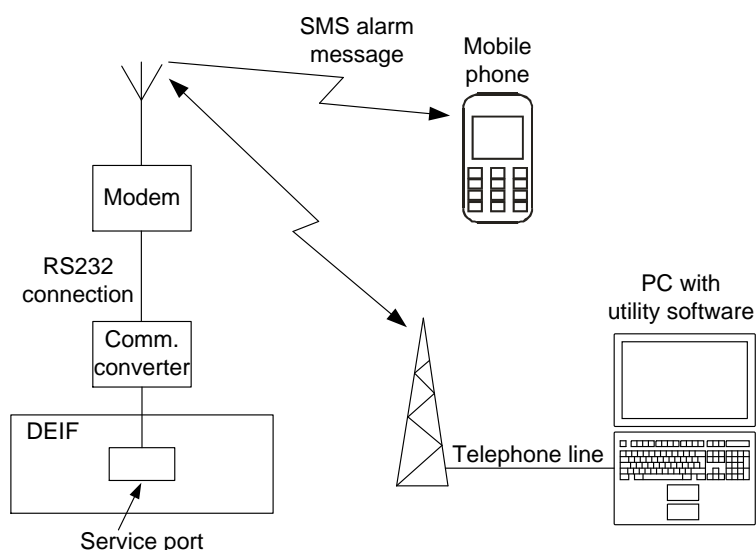 SMS alarm
message
Mobile
phone
Modem
RS232
connection
PC with
utility software
Comm.
converter
DEIF
Telephone line
Service port